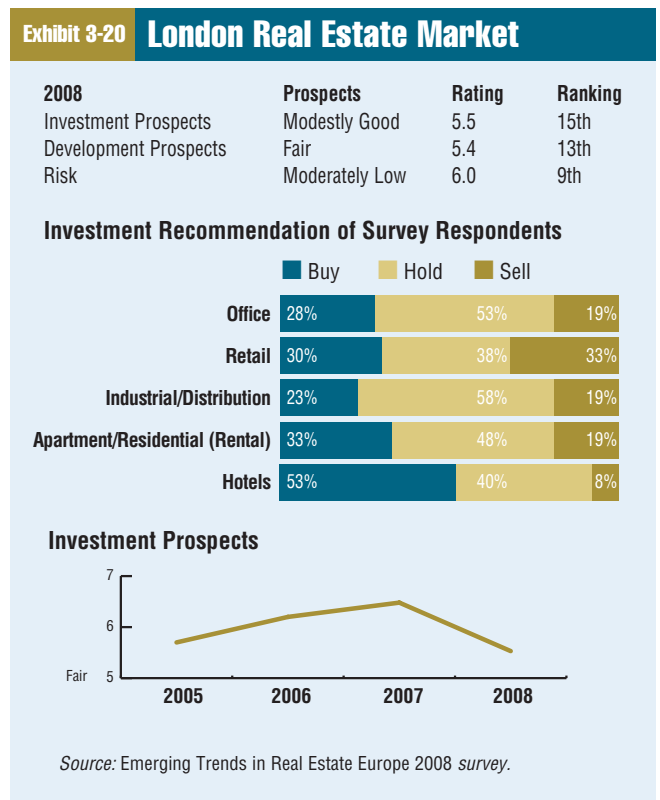 Exhibit 3-20 London Real Estate Market
2008 Prospects Rating Ranking
Investment Prospects Modestly Good 5.5 15th
Development Prospects Fair 5.4 13th
Risk Moderately Low 6.0 9th
Investment Recommendation of Survey Respondents
Buy Hold Sell
Office 28% 53% 19%
Retail 30% 38% 33%
Industrial/Distribution 23% 58% 19%
Apartment/Residential (Rental) 33% 48% 19%
Hotels 53% 40% 8%
Investment Prospects
7
6
Fair 5
2005 2006 2007 2008
Source: Emerging Trends in Real Estate Europe 2008 survey.